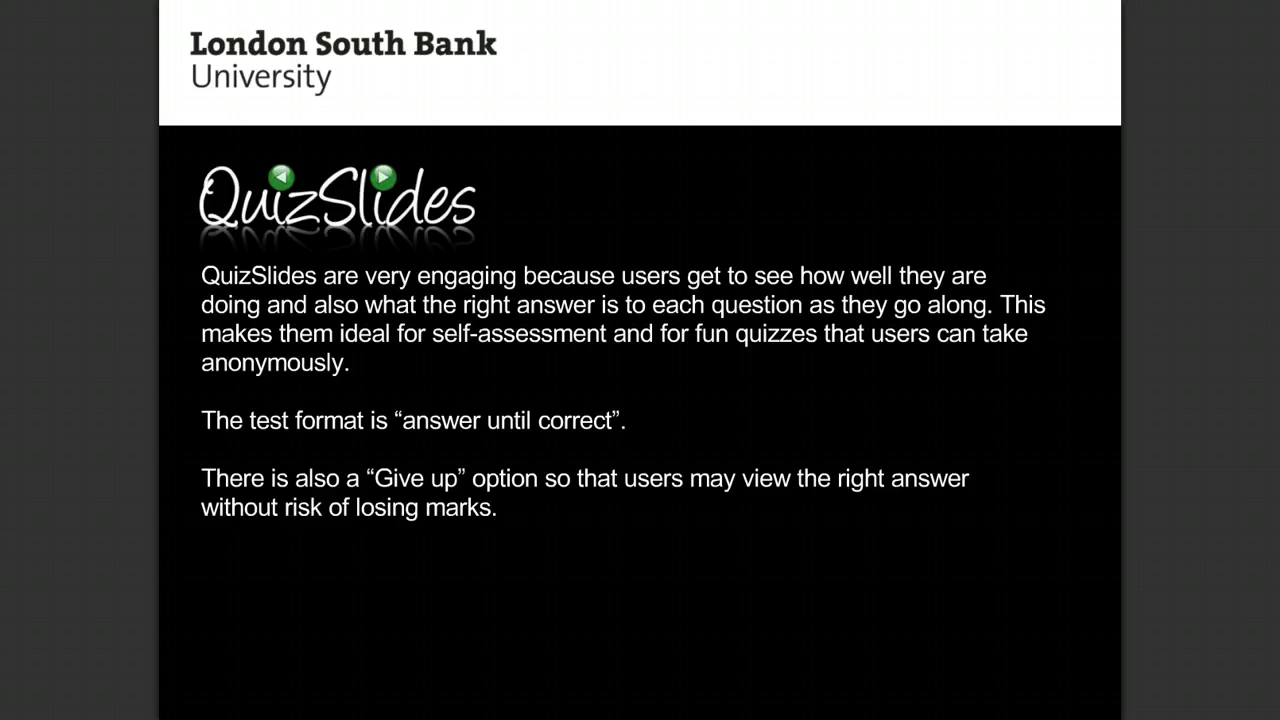 London South Bank
University
QuizSlides
QuizSlides are very engaging because users get to see how well they are
doing and also what the right answer is to each question as they go along. This
makes them ideal for self-assessment and for fun quizzes that users can take
anonymously.
The test format is “answer until correct”.
There is also a “Give up” option so that users may view the right answer
without risk of losing marks.